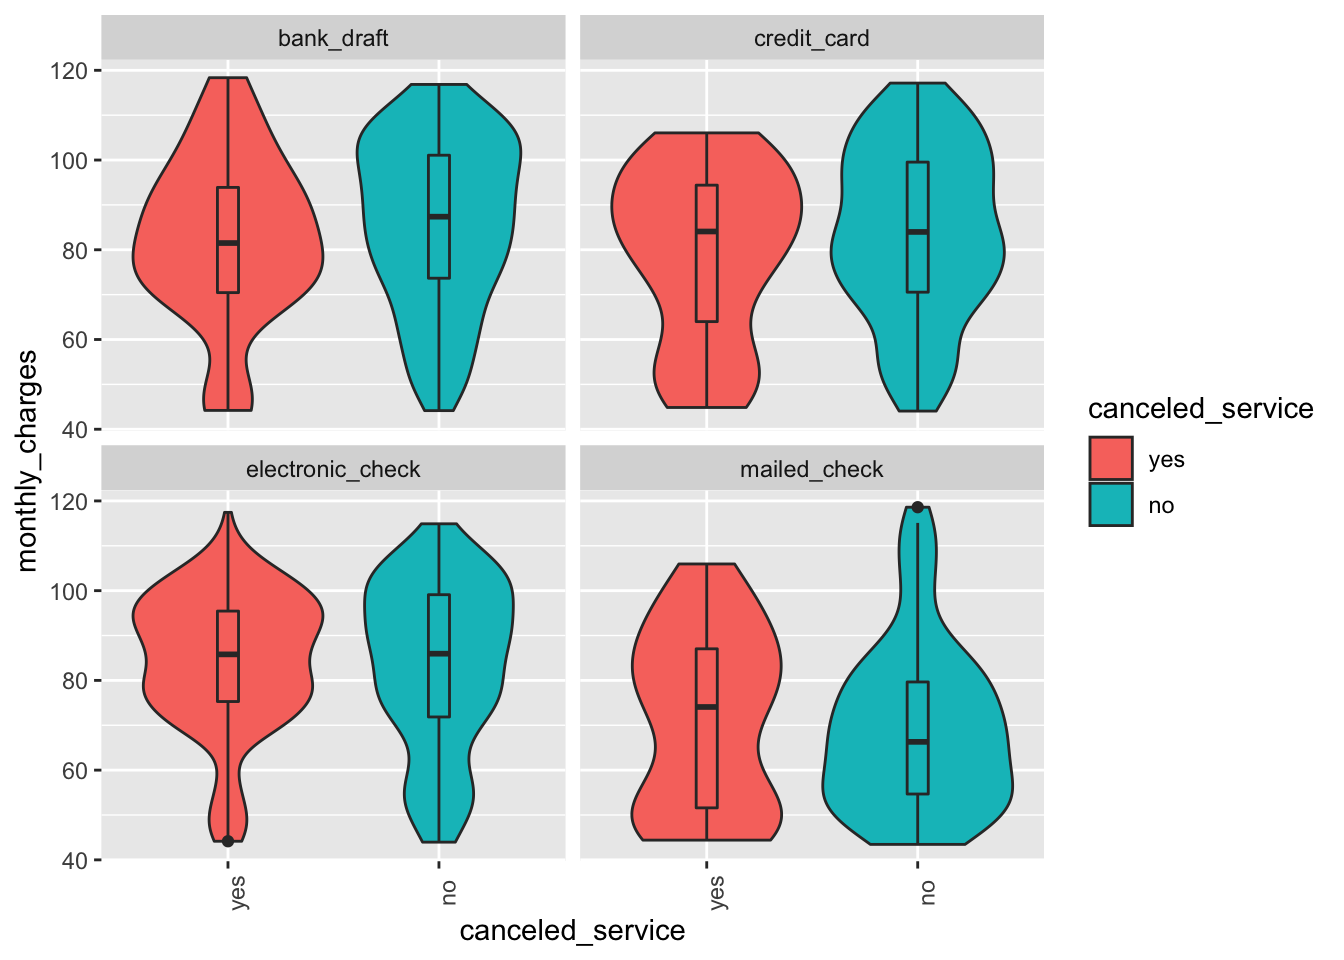 bank_draft
credit_card
120
100
80
60
40
electronic_check
mailed_check
120
100
80
60
40
monthly_charges
yes
no
yes
no
canceled_service
canceled_service
yes
no